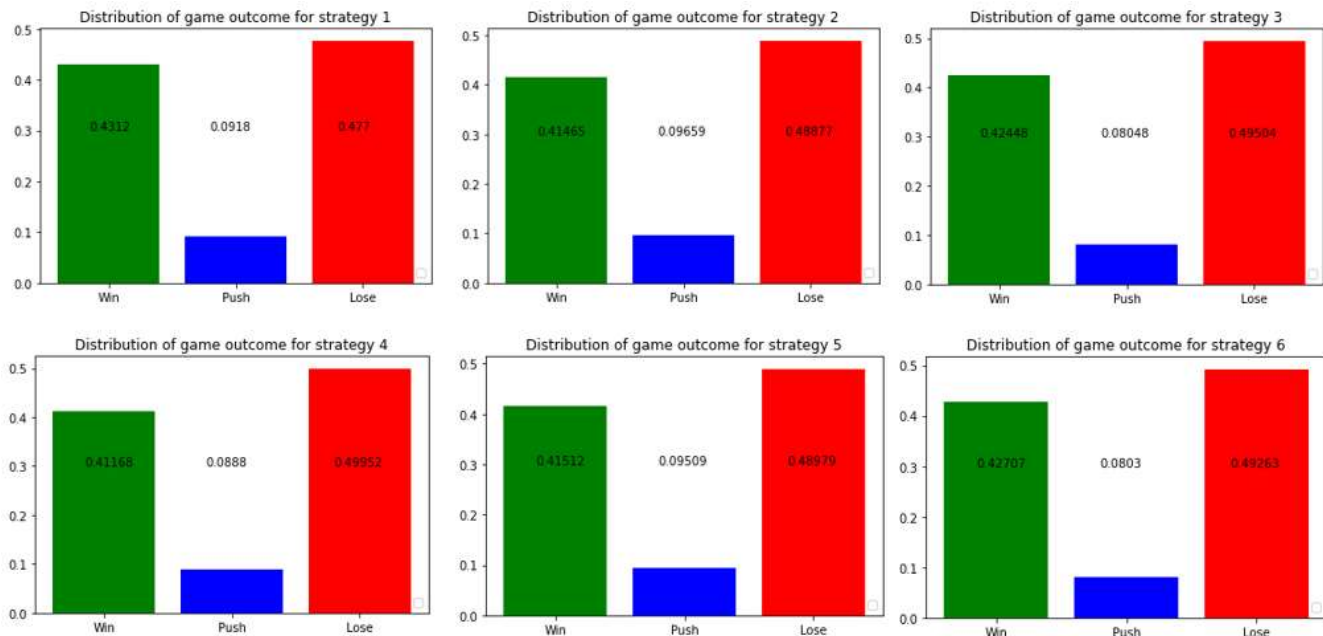 Distribution of game outcome for strategy 1
0.5
0.4
0.3
0.2
0.1
0.0
0.4312
0.0918
0.477
Win
Push
Lose
Distribution of game outcome for strategy 2
0.5
0.4
0.3
0.2
0.1
0.0
0.41465
0.09659
0.48877
Win
Push
Lose
Distribution of game outcome for strategy 3
0.5
0.4
0.3
0.2
0.1
0.0
0.42448
0.08048
0.49504
Win
Push
Lose
Distribution of game outcome for strategy 4
0.5
0.4
0.3
0.2
0.1
0.0
0.41168
0.0888
0.49952
Win
Push
Lose
Distribution of game outcome for strategy 5
0.5
0.4
0.3
0.2
0.1
0.0
0.41512
0.09509
0.48979
Win
Push
Lose
Distribution of game outcome for strategy 6
0.5
0.4
0.3
0.2
0.1
0.0
0.42707
0.0803
0.49263
Win
Push
Lose